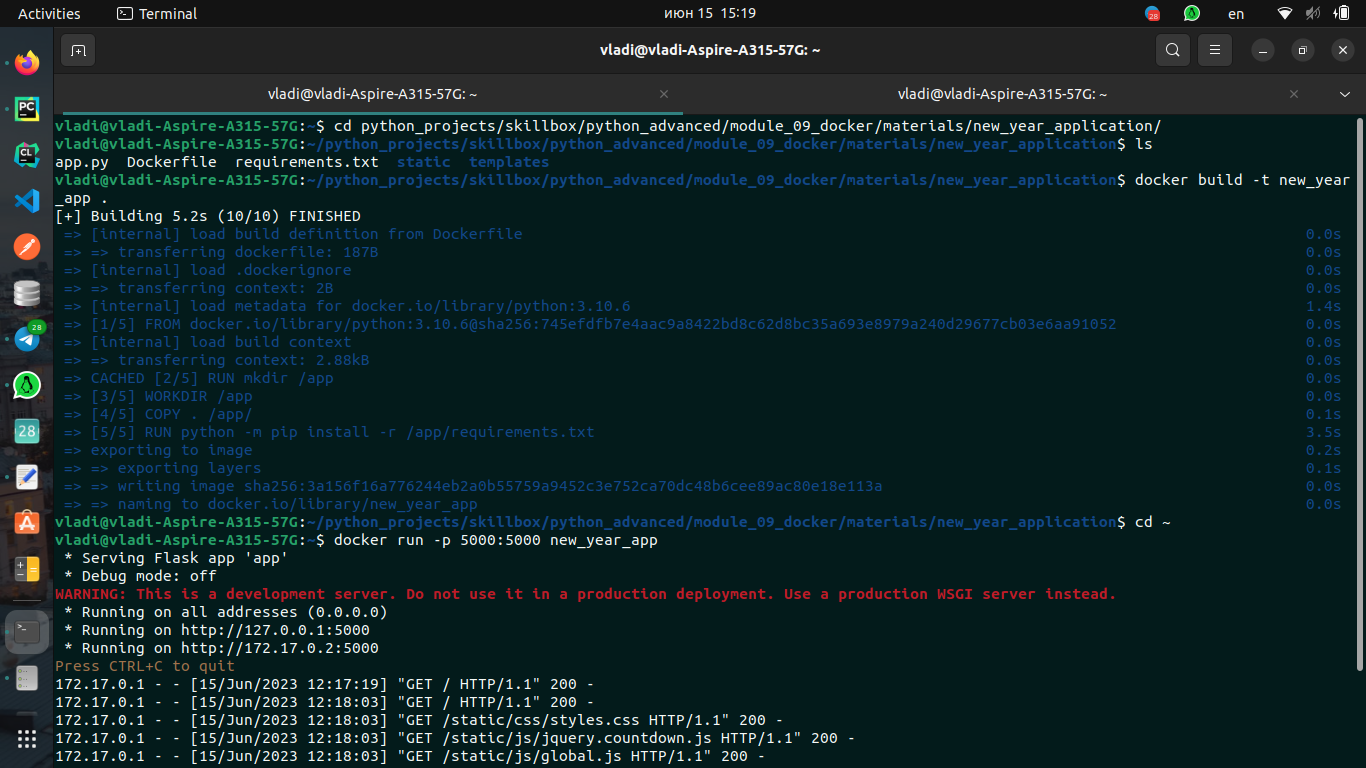 Activities Terminal июн 15 15:19 28 en
vladi@vladi-Aspire-A315-57G: ~
vladi@vladi-Aspire-A315-57G: ~ × vladi@vladi-Aspire-A315-57G: ~ ×
vladi@vladi-Aspire-A315-57G:~$ cd python_projects/skillbox/python_advanced/module_09_docker/materials/new_year_application/
vladi@vladi-Aspire-A315-57G:~/python_projects/skillbox/python_advanced/module_09_docker/materials/new_year_application$ ls
app.py Dockerfile requirements.txt static templates
vladi@vladi-Aspire-A315-57G:~/python_projects/skillbox/python_advanced/module_09_docker/materials/new_year_application$ docker build -t new_year
_app .
[+] Building 5.2s (10/10) FINISHED
=> [internal] load build definition from Dockerfile 0.0s
=> => transferring dockerfile: 187B 0.0s
=> [internal] load .dockerignore 0.0s
=> => transferring context: 2B 0.0s
=> [internal] load metadata for docker.io/library/python:3.10.6 1.4s
=> [1/5] FROM docker.io/library/python:3.10.6@sha256:745efdfb7e4aac9a8422bd8c62d8bc35a693e8979a240d29677cb03e6aa91052 0.0s
=> [internal] load build context 0.0s
=> => transferring context: 2.88kB 0.0s
=> CACHED [2/5] RUN mkdir /app 0.0s
=> [3/5] WORKDIR /app 0.0s
=> [4/5] COPY . /app/ 0.1s
=> [5/5] RUN python -m pip install -r /app/requirements.txt 3.5s
=> exporting to image 0.2s
=> => exporting layers 0.1s
=> => writing image sha256:3a156f16a776244eb2a0b55759a9452c3e752ca70dc48b6cee89ac80e18e113a 0.0s
=> => naming to docker.io/library/new_year_app 0.0s
vladi@vladi-Aspire-A315-57G:~/python_projects/skillbox/python_advanced/module_09_docker/materials/new_year_application$ cd ~
vladi@vladi-Aspire-A315-57G:~$ docker run -p 5000:5000 new_year_app
* Serving Flask app 'app'
* Debug mode: off
WARNING: This is a development server. Do not use it in a production deployment. Use a production WSGI server instead.
* Running on all addresses (0.0.0.0)
* Running on http://127.0.0.1:5000
* Running on http://172.17.0.2:5000
Press CTRL+C to quit
172.17.0.1 - - [15/Jun/2023 12:17:19] "GET / HTTP/1.1" 200 -
172.17.0.1 - - [15/Jun/2023 12:18:03] "GET / HTTP/1.1" 200 -
172.17.0.1 - - [15/Jun/2023 12:18:03] "GET /static/css/styles.css HTTP/1.1" 200 -
172.17.0.1 - - [15/Jun/2023 12:18:03] "GET /static/js/jquery.countdown.js HTTP/1.1" 200 -
172.17.0.1 - - [15/Jun/2023 12:18:03] "GET /static/js/global.js HTTP/1.1" 200 -
PC
CL
28
28